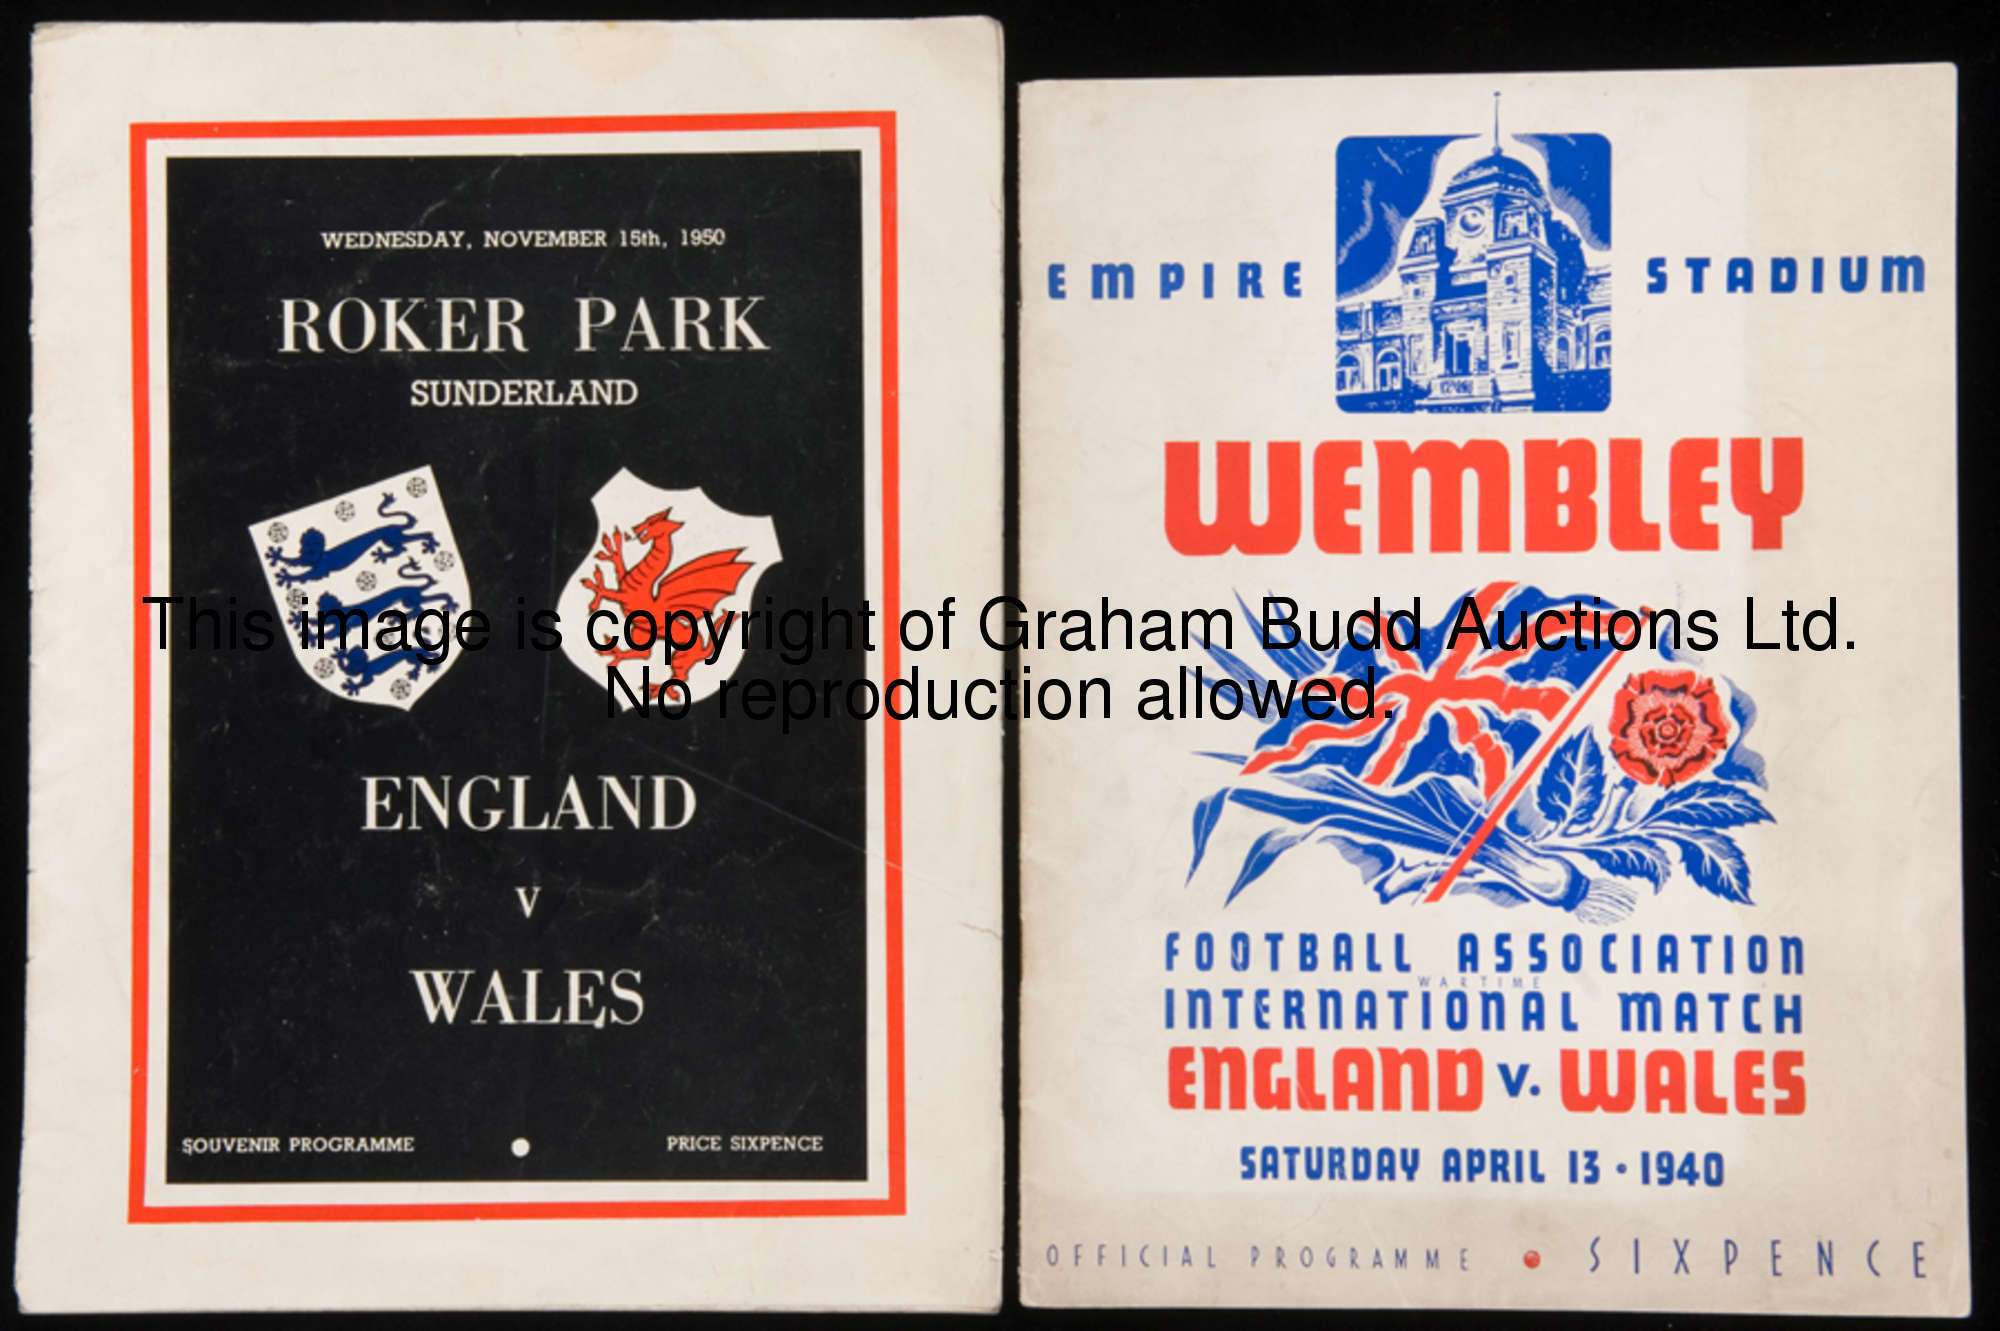 WEDNESDAY, NOVEMBER 15th, 1950
ROKER PARK
SUNDERLAND
ENGLAND
v
WALES
SOUVENIR PROGRAMME • PRICE SIXPENCE
EMPIRE STADIUM
WEMBLEY
FOOTBALL ASSOCIATION
WARTIME
INTERNATIONAL MATCH
ENGLAND v. WALES
SATURDAY APRIL 13 • 1940
OFFICIAL PROGRAMME • SIXPENCE
This image is copyright of Graham Budd Auctions Ltd.
No reproduction allowed.